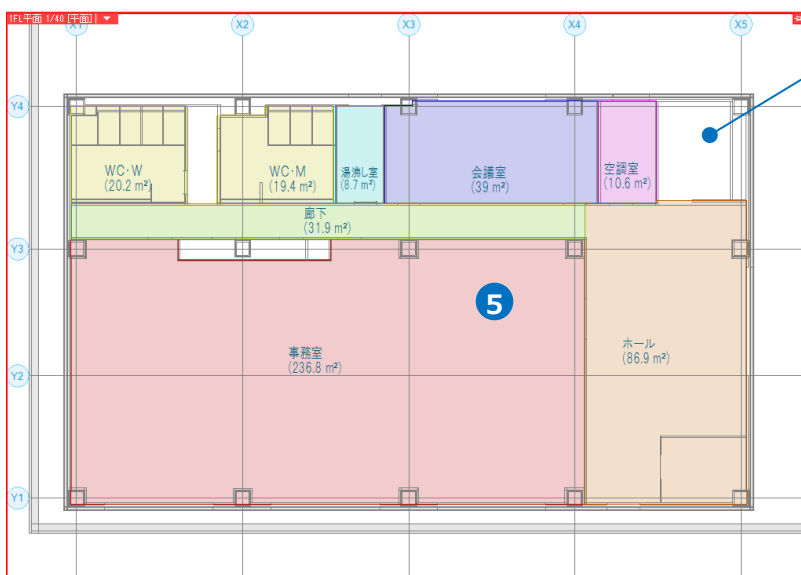 1FL平面 1/40 [平面]
X1 X2 X3 X4 X5
Y4
WC・W
(20.2 m²)
WC・M
(19.4 m²)
湯沸し室
(8.7 m²)
会議室
(39 m²)
空調室
(10.6 m²)
廊下
(31.9 m²)
Y3
5
事務室
(236.8 m²)
ホール
(86.9 m²)
Y2
Y1